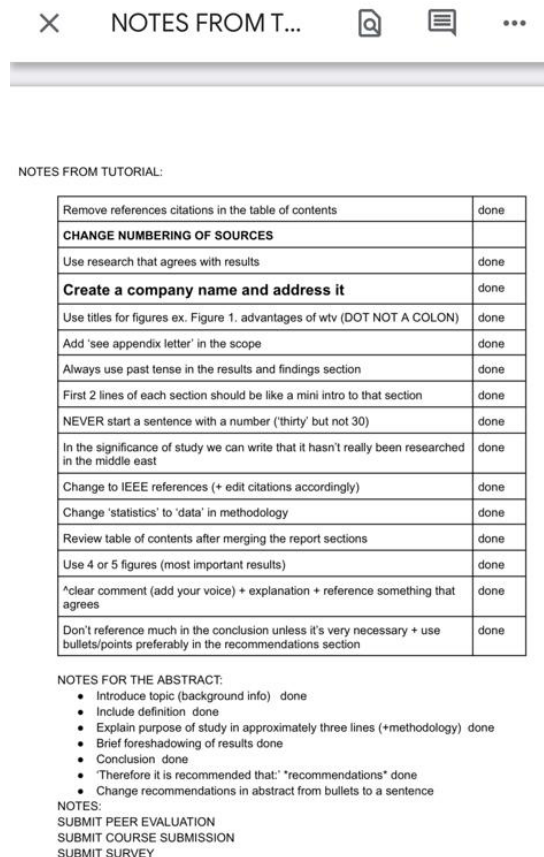 NOTES FROM T...
NOTES FROM TUTORIAL:
Remove references citations in the table of contents done
CHANGE NUMBERING OF SOURCES
Use research that agrees with results done
Create a company name and address it done
Use titles for figures ex. Figure 1. advantages of wtv (DOT NOT A COLON) done
Add 'see appendix letter' in the scope done
Always use past tense in the results and findings section done
First 2 lines of each section should be like a mini intro to that section done
NEVER start a sentence with a number ('thirty' but not 30) done
In the significance of study we can write that it hasn't really been researched done
in the middle east
Change to IEEE references (+ edit citations accordingly) done
Change 'statistics' to 'data' in methodology done
Review table of contents after merging the report sections done
Use 4 or 5 figures (most important results) done
^clear comment (add your voice) + explanation + reference something that done
agrees
Don't reference much in the conclusion unless it's very necessary + use done
bullets/points preferably in the recommendations section
NOTES FOR THE ABSTRACT:
• Introduce topic (background info) done
• Include definition done
• Explain purpose of study in approximately three lines (+methodology) done
• Brief foreshadowing of results done
• Conclusion done
• 'Therefore it is recommended that:' *recommendations* done
• Change recommendations in abstract from bullets to a sentence
NOTES:
SUBMIT PEER EVALUATION
SUBMIT COURSE SUBMISSION
SUBMIT SURVEY